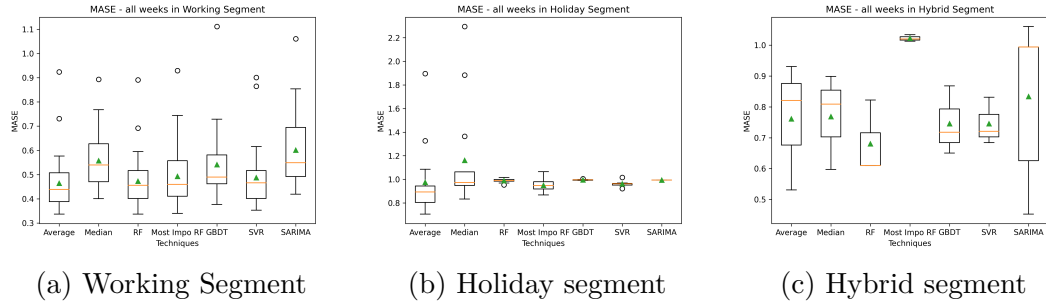 MASE - all weeks in Working Segment
1.1
1.0
0.9
0.8
0.7
0.6
0.5
0.4
0.3
MASE
Average Median RF Most Impo RF GBDT SVR SARIMA
Techniques
(a) Working Segment
MASE - all weeks in Holiday Segment
2.2
2.0
1.8
1.6
1.4
1.2
1.0
0.8
MASE
Average Median RF Most Impo RF GBDT SVR SARIMA
Techniques
(b) Holiday segment
MASE - all weeks in Hybrid Segment
1.0
0.9
0.8
0.7
0.6
0.5
MASE
Average Median RF Most Impo RF GBDT SVR SARIMA
Techniques
(c) Hybrid segment